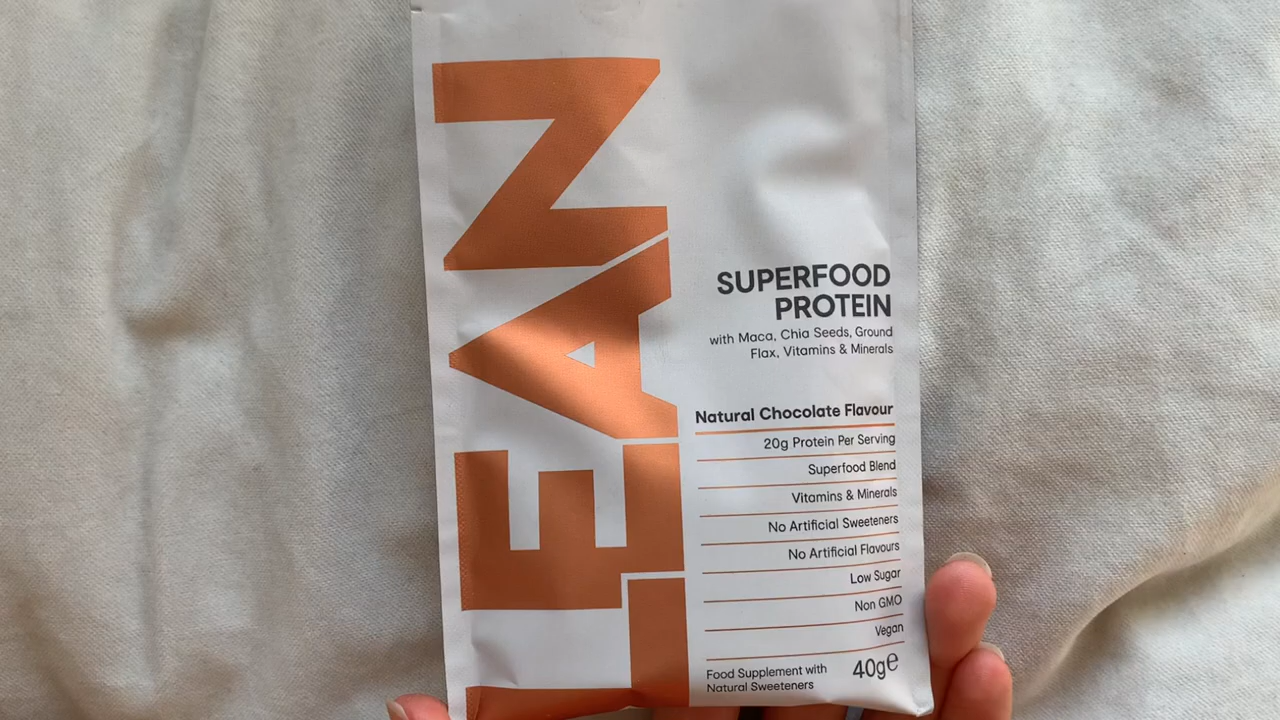 LEAN
SUPERFOOD
PROTEIN
with Maca, Chia Seeds, Ground
Flax, Vitamins & Minerals
Natural Chocolate Flavour
20g Protein Per Serving
Superfood Blend
Vitamins & Minerals
No Artificial Sweeteners
No Artificial Flavours
Low Sugar
Non GMO
Vegan
Food Supplement with
Natural Sweeteners
40g℮